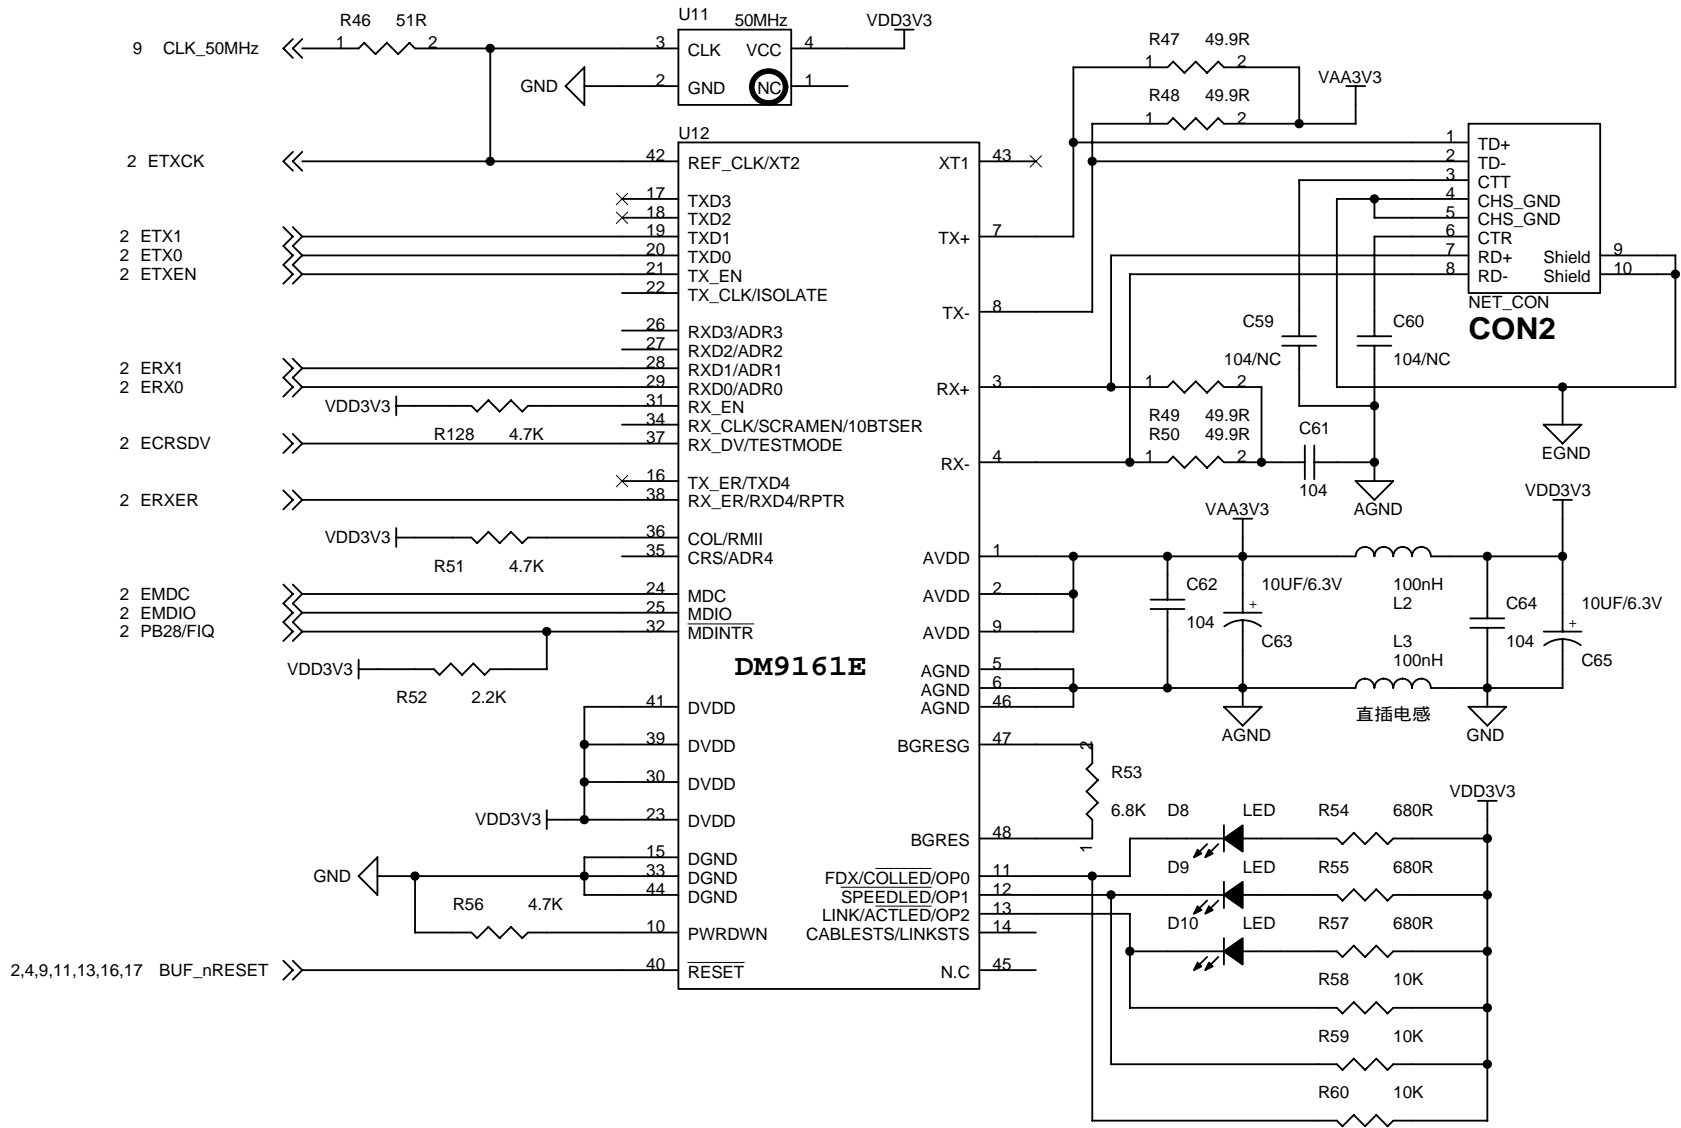 R46 51R
9 CLK_50MHz
1 2
U11 50MHz
3 CLK VCC 4
2 GND NC 1
GND
VDD3V3
R47 49.9R
1 2
R48 49.9R
1 2
VAA3V3
U12
2 ETXCK
42 REF_CLK/XT2
XT1 43
17 TXD3
18 TXD2
2 ETX1
19 TXD1
2 ETX0
20 TXD0
2 ETXEN
21 TX_EN
22 TX_CLK/ISOLATE
TX+ 7
TX- 8
1 TD+
2 TD-
3 CTT
4 CHS_GND
5 CHS_GND
6 CTR
7 RD+
8 RD-
Shield 9
Shield 10
NET_CON
CON2
C59
104/NC
C60
104/NC
26 RXD3/ADR3
27 RXD2/ADR2
2 ERX1
28 RXD1/ADR1
2 ERX0
29 RXD0/ADR0
VDD3V3
31 RX_EN
R128 4.7K
34 RX_CLK/SCRAMEN/10BTSER
2 ECRSDV
37 RX_DV/TESTMODE
16 TX_ER/TXD4
2 ERXER
38 RX_ER/RXD4/RPTR
RX+ 3
1 2
R49 49.9R
R50 49.9R
RX- 4
1 2
C61
104
AGND
EGND
VDD3V3
36 COL/RMII
35 CRS/ADR4
R51 4.7K
2 EMDC
24 MDC
2 EMDIO
25 MDIO
2 PB28/FIQ
32 MDINTR
VDD3V3
R52 2.2K
DM9161E
VAA3V3
VDD3V3
AVDD 1
AVDD 2
AVDD 9
AGND 5
AGND 6
AGND 46
C62
104
10UF/6.3V
C63
100nH
L2
L3
100nH
直插电感
C64
104
10UF/6.3V
C65
AGND
GND
41 DVDD
39 DVDD
30 DVDD
VDD3V3
23 DVDD
BGRESG 47
2
R53
6.8K
1
BGRES 48
GND
15 DGND
33 DGND
44 DGND
R56 4.7K
10 PWRDWN
2,4,9,11,13,16,17 BUF_nRESET
40 RESET
FDX/COLLED/OP0 11
SPEEDLED/OP1 12
LINK/ACTLED/OP2 13
CABLESTS/LINKSTS 14
N.C 45
VDD3V3
D8 LED R54 680R
D9 LED R55 680R
D10 LED R57 680R
R58 10K
R59 10K
R60 10K